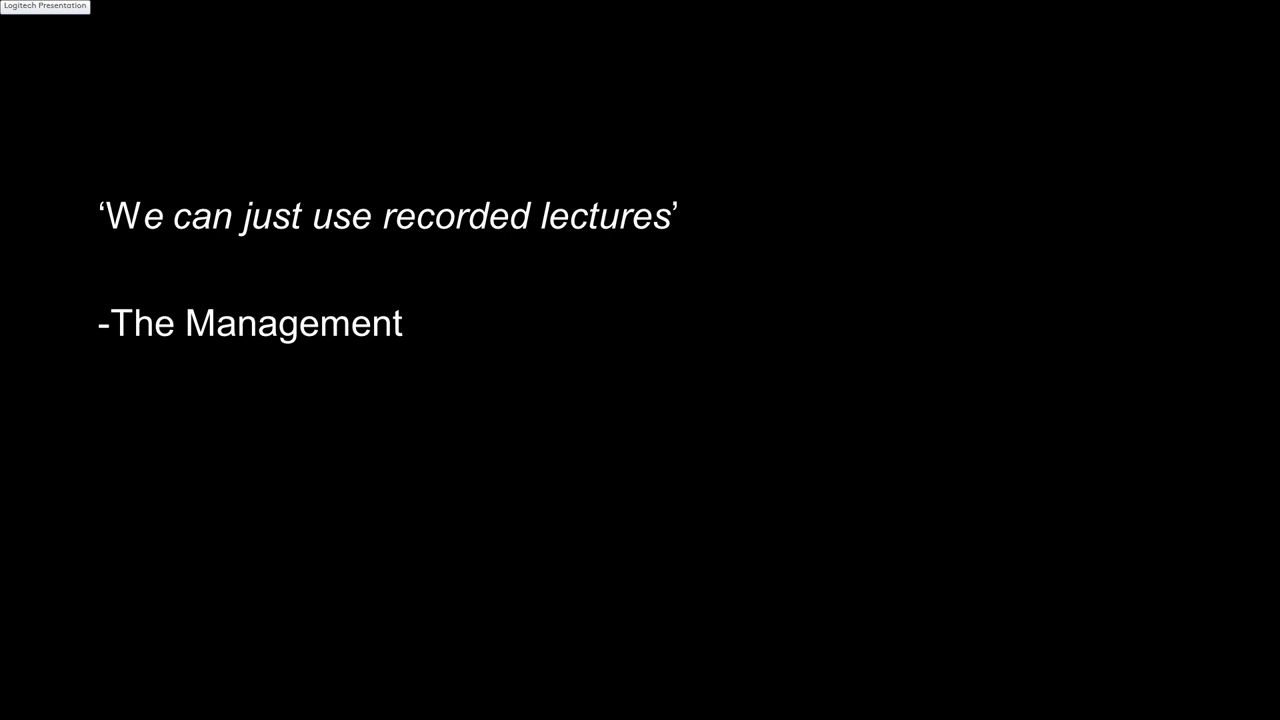 Logitech Presentation
‘We can just use recorded lectures’
-The Management